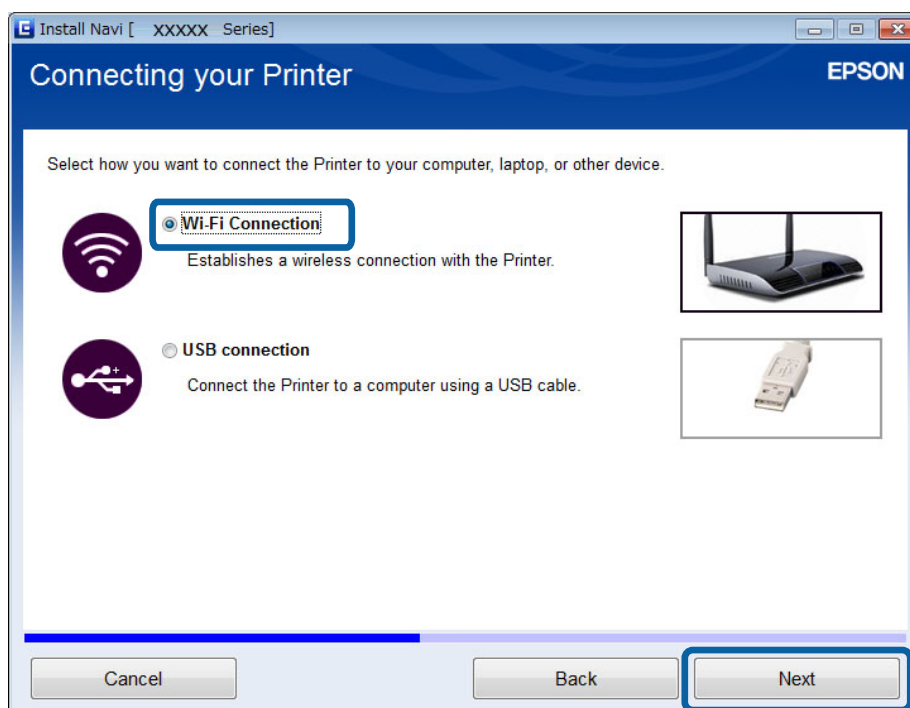 Install Navi [ XXXXX Series]
Connecting your Printer
EPSON
Select how you want to connect the Printer to your computer, laptop, or other device.
Wi-Fi Connection
Establishes a wireless connection with the Printer.
USB connection
Connect the Printer to a computer using a USB cable.
Cancel
Back
Next